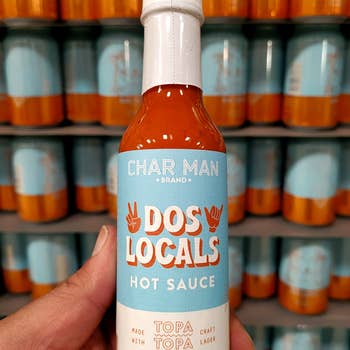 CHAR MAN
• BRAND •
DOS
LOCALS
HOT SAUCE
MADE WITH TOPA TOPA CRAFT LAGER